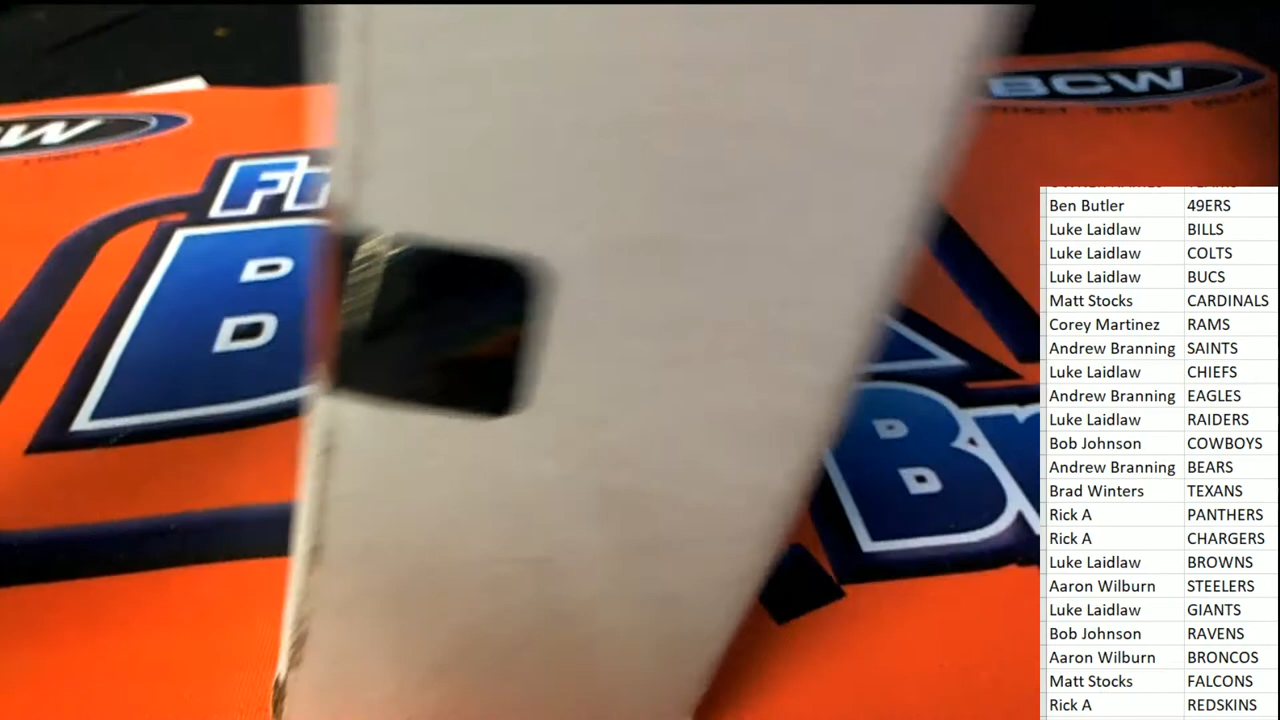 BCW
W
Fr
B
Br
Ben Butler 49ERS
Luke Laidlaw BILLS
Luke Laidlaw COLTS
Luke Laidlaw BUCS
Matt Stocks CARDINALS
Corey Martinez RAMS
Andrew Branning SAINTS
Luke Laidlaw CHIEFS
Andrew Branning EAGLES
Luke Laidlaw RAIDERS
Bob Johnson COWBOYS
Andrew Branning BEARS
Brad Winters TEXANS
Rick A PANTHERS
Rick A CHARGERS
Luke Laidlaw BROWNS
Aaron Wilburn STEELERS
Luke Laidlaw GIANTS
Bob Johnson RAVENS
Aaron Wilburn BRONCOS
Matt Stocks FALCONS
Rick A REDSKINS